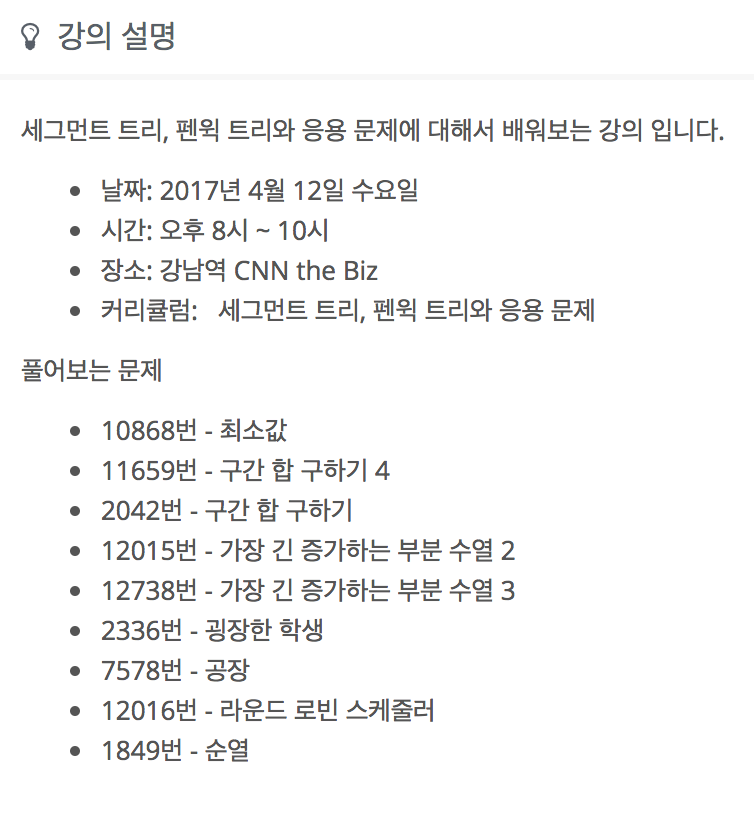 강의 설명
세그먼트 트리, 펜윅 트리와 응용 문제에 대해서 배워보는 강의 입니다.
날짜: 2017년 4월 12일 수요일
시간: 오후 8시 ~ 10시
장소: 강남역 CNN the Biz
커리큘럼: 세그먼트 트리, 펜윅 트리와 응용 문제
풀어보는 문제
10868번 - 최소값
11659번 - 구간 합 구하기 4
2042번 - 구간 합 구하기
12015번 - 가장 긴 증가하는 부분 수열 2
12738번 - 가장 긴 증가하는 부분 수열 3
2336번 - 굉장한 학생
7578번 - 공장
12016번 - 라운드 로빈 스케줄러
1849번 - 순열